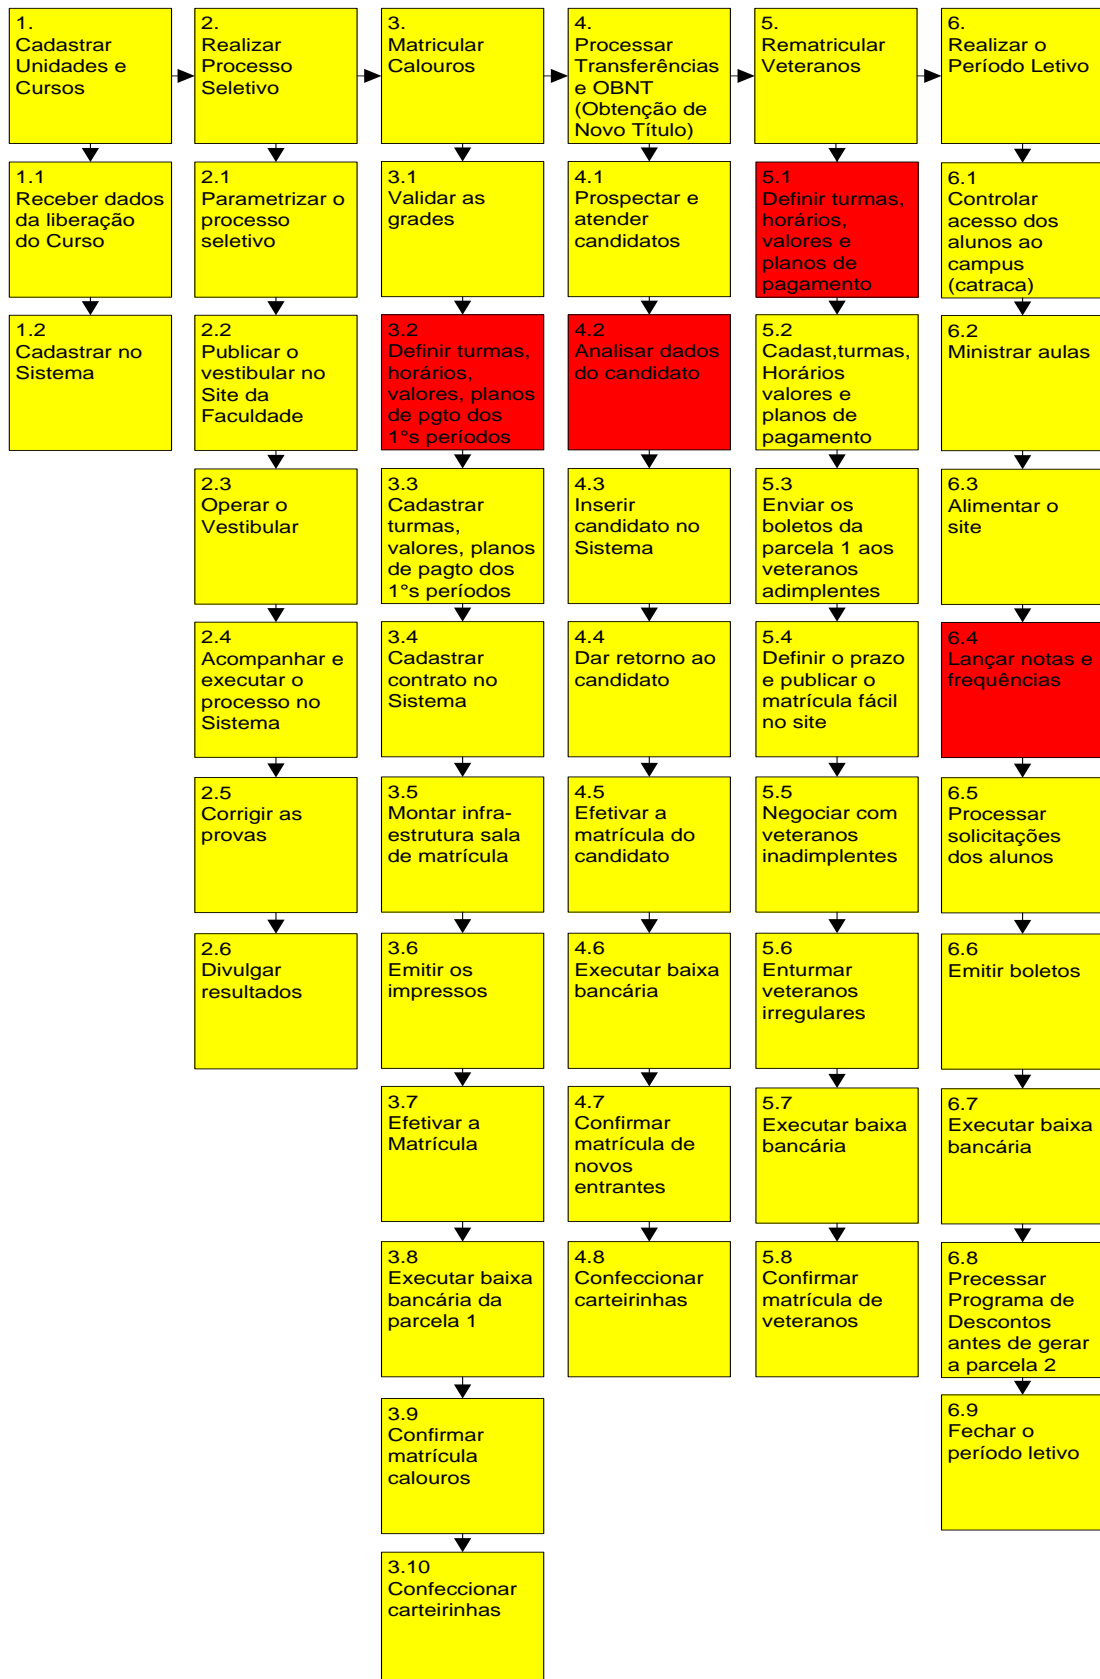 1.
Cadastrar
Unidades e
Cursos
2.
Realizar
Processo
Seletivo
3.
Matricular
Calouros
4.
Processar
Transferências
e OBNT
(Obtenção de
Novo Título)
5.
Rematricular
Veteranos
6.
Realizar o
Período Letivo
1.1
Receber dados
da liberação
do Curso
2.1
Parametrizar o
processo
seletivo
3.1
Validar as
grades
4.1
Prospectar e
atender
candidatos
5.1
Definir turmas,
horários,
valores e
planos de
pagamento
6.1
Controlar
acesso dos
alunos ao
campus
(catraca)
1.2
Cadastrar no
Sistema
2.2
Publicar o
vestibular no
Site da
Faculdade
3.2
Definir turmas,
horários,
valores, planos
de pgto dos
1°s períodos
4.2
Analisar dados
do candidato
5.2
Cadast,turmas,
Horários
valores e
planos de
pagamento
6.2
Ministrar aulas
2.3
Operar o
Vestibular
3.3
Cadastrar
turmas,
valores, planos
de pagto dos
1°s períodos
4.3
Inserir
candidato no
Sistema
5.3
Enviar os
boletos da
parcela 1 aos
veteranos
adimplentes
6.3
Alimentar o
site
2.4
Acompanhar e
executar o
processo no
Sistema
3.4
Cadastrar
contrato no
Sistema
4.4
Dar retorno ao
candidato
5.4
Definir o prazo
e publicar o
matrícula fácil
no site
6.4
Lançar notas e
frequências
2.5
Corrigir as
provas
3.5
Montar infra-
estrutura sala
de matrícula
4.5
Efetivar a
matrícula do
candidato
5.5
Negociar com
veteranos
inadimplentes
6.5
Processar
solicitações
dos alunos
2.6
Divulgar
resultados
3.6
Emitir os
impressos
4.6
Executar baixa
bancária
5.6
Enturmar
veteranos
irregulares
6.6
Emitir boletos
3.7
Efetivar a
Matrícula
4.7
Confirmar
matrícula de
novos
entrantes
5.7
Executar baixa
bancária
6.7
Executar baixa
bancária
3.8
Executar baixa
bancária da
parcela 1
4.8
Confeccionar
carteirinhas
5.8
Confirmar
matrícula de
veteranos
6.8
Precessar
Programa de
Descontos
antes de gerar
a parcela 2
3.9
Confirmar
matrícula
calouros
6.9
Fechar o
período letivo
3.10
Confeccionar
carteirinhas